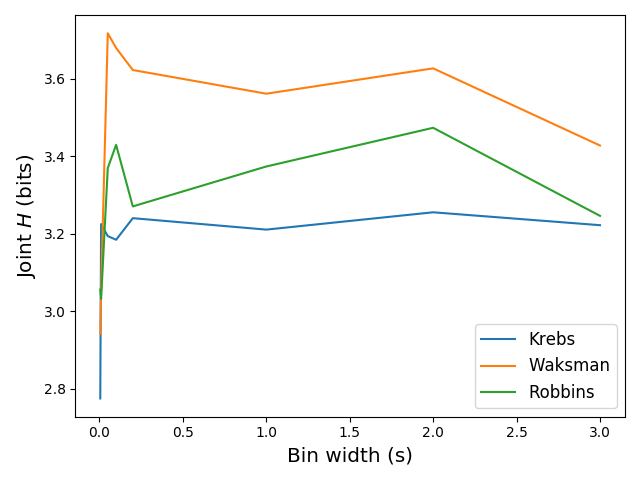 3.6
3.4
3.2
3.0
2.8
Joint H (bits)
0.0 0.5 1.0 1.5 2.0 2.5 3.0
Bin width (s)
Krebs
Waksman
Robbins